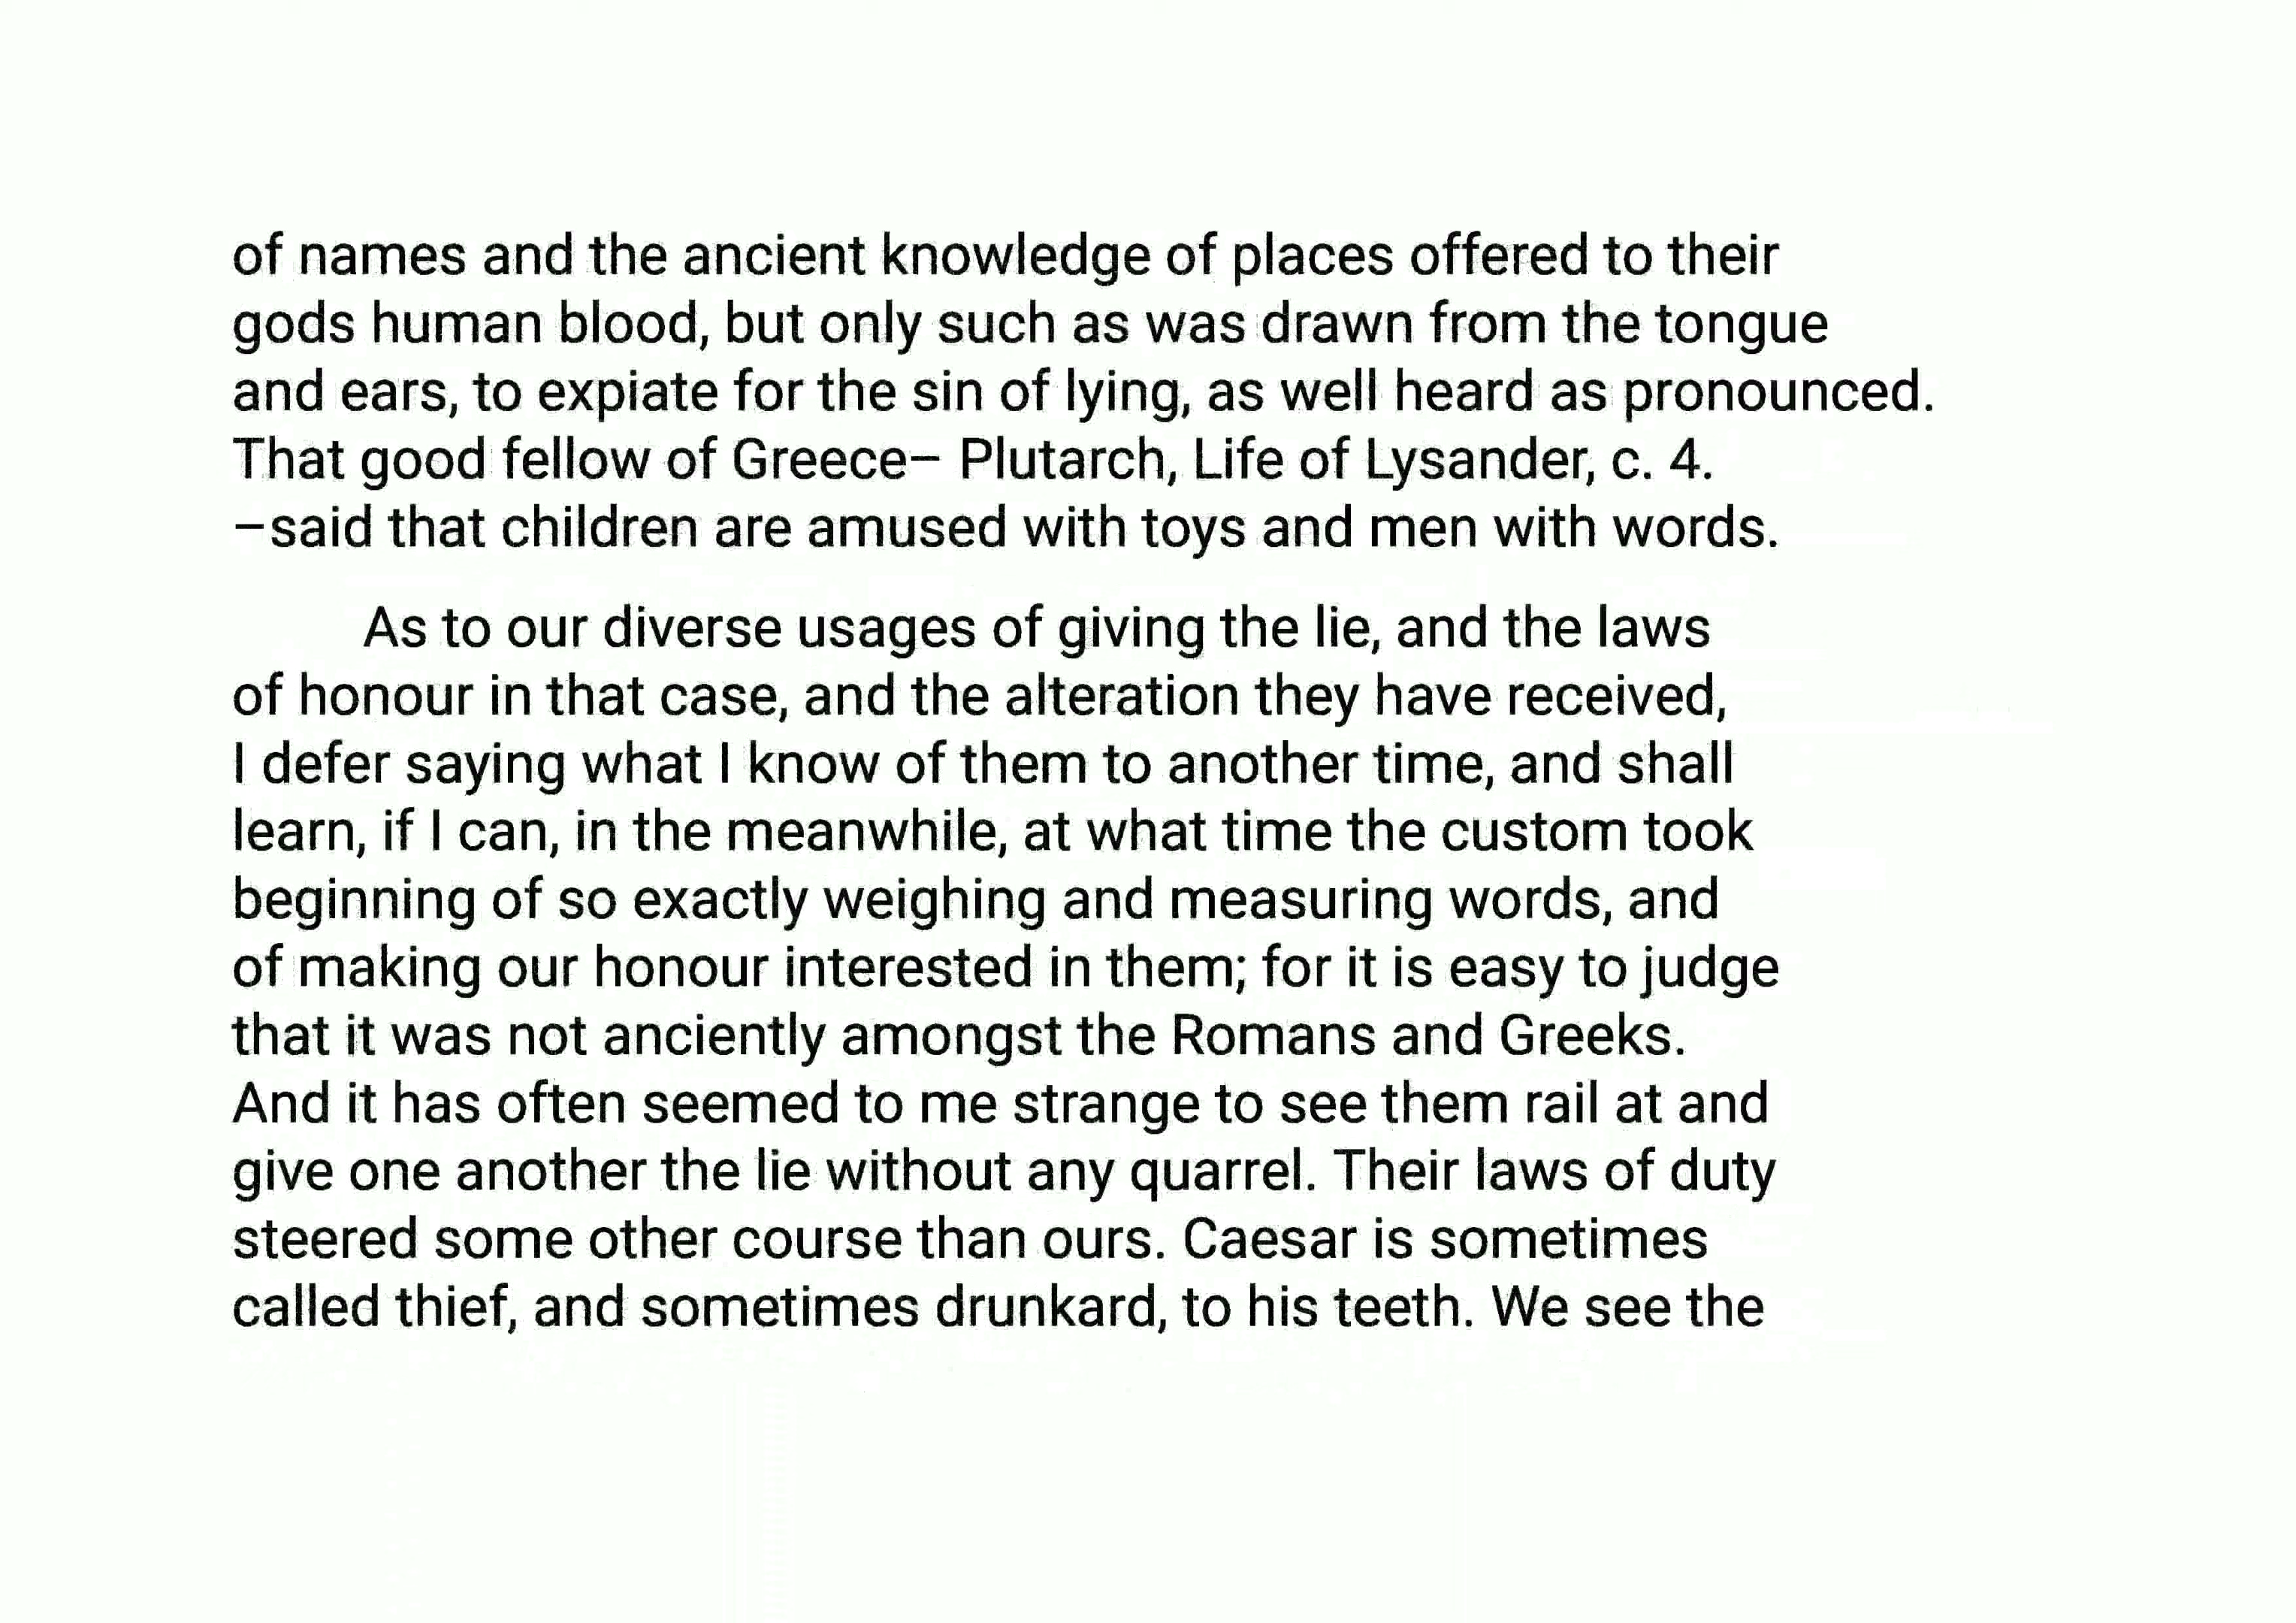 of names and the ancient knowledge of places offered to their
gods human blood, but only such as was drawn from the tongue
and ears, to expiate for the sin of lying, as well heard as pronounced.
That good fellow of Greece– Plutarch, Life of Lysander, c. 4.
–said that children are amused with toys and men with words.
As to our diverse usages of giving the lie, and the laws
of honour in that case, and the alteration they have received,
I defer saying what I know of them to another time, and shall
learn, if I can, in the meanwhile, at what time the custom took
beginning of so exactly weighing and measuring words, and
of making our honour interested in them; for it is easy to judge
that it was not anciently amongst the Romans and Greeks.
And it has often seemed to me strange to see them rail at and
give one another the lie without any quarrel. Their laws of duty
steered some other course than ours. Caesar is sometimes
called thief, and sometimes drunkard, to his teeth. We see the